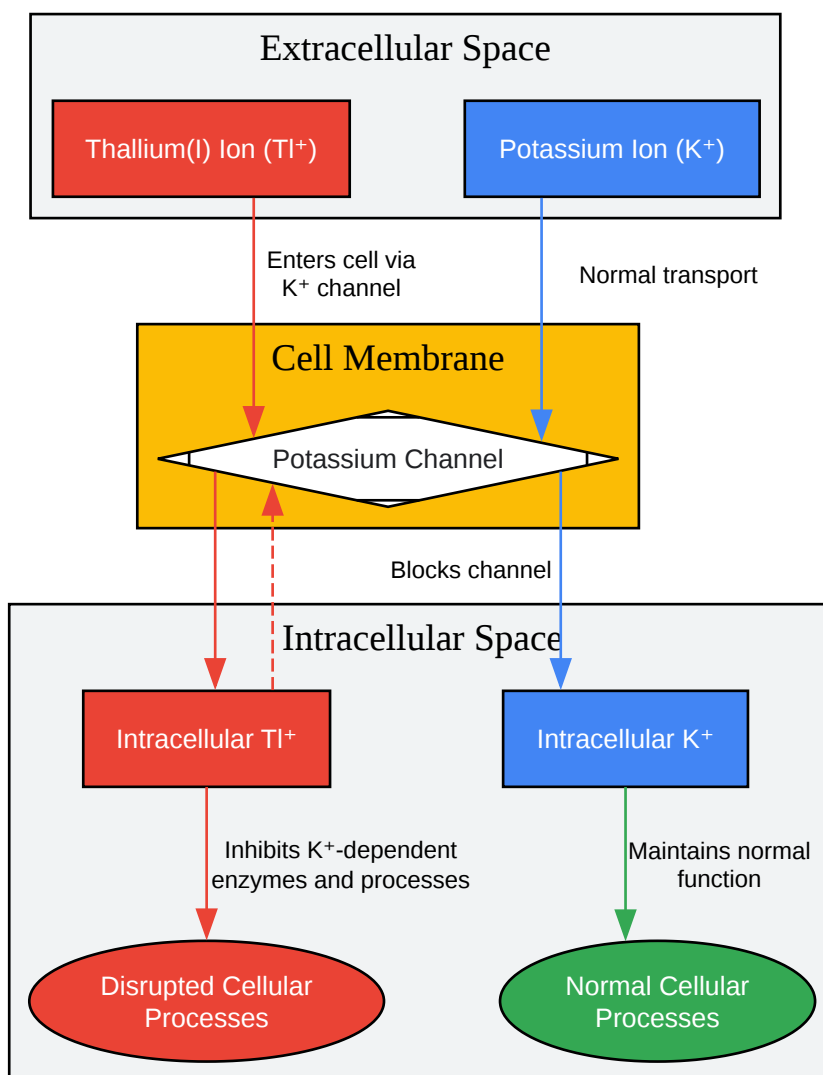 Extracellular Space
Thallium(I) Ion (Tl⁺)
Potassium Ion (K⁺)
Enters cell via
K⁺ channel
Normal transport
Cell Membrane
Potassium Channel
Blocks channel
Intracellular Space
Intracellular Tl⁺
Intracellular K⁺
Inhibits K⁺-dependent
enzymes and processes
Maintains normal
function
Disrupted Cellular
Processes
Normal Cellular
Processes